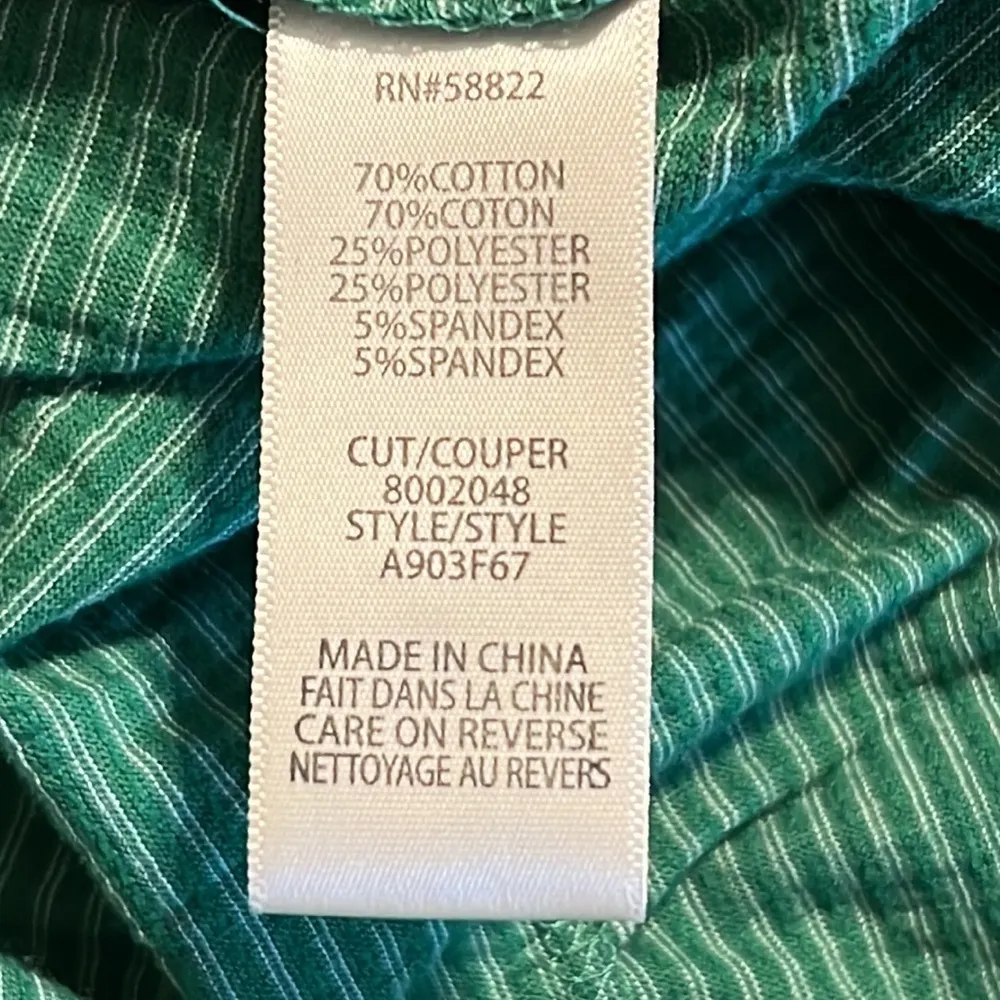 RN#58822
70%COTTON
70%COTON
25%POLYESTER
25%POLYESTER
5%SPANDEX
5%SPANDEX
CUT/COUPER
8002048
STYLE/STYLE
A903F67
MADE IN CHINA
FAIT DANS LA CHINE
CARE ON REVERSE
NETTOYAGE AU REVERS